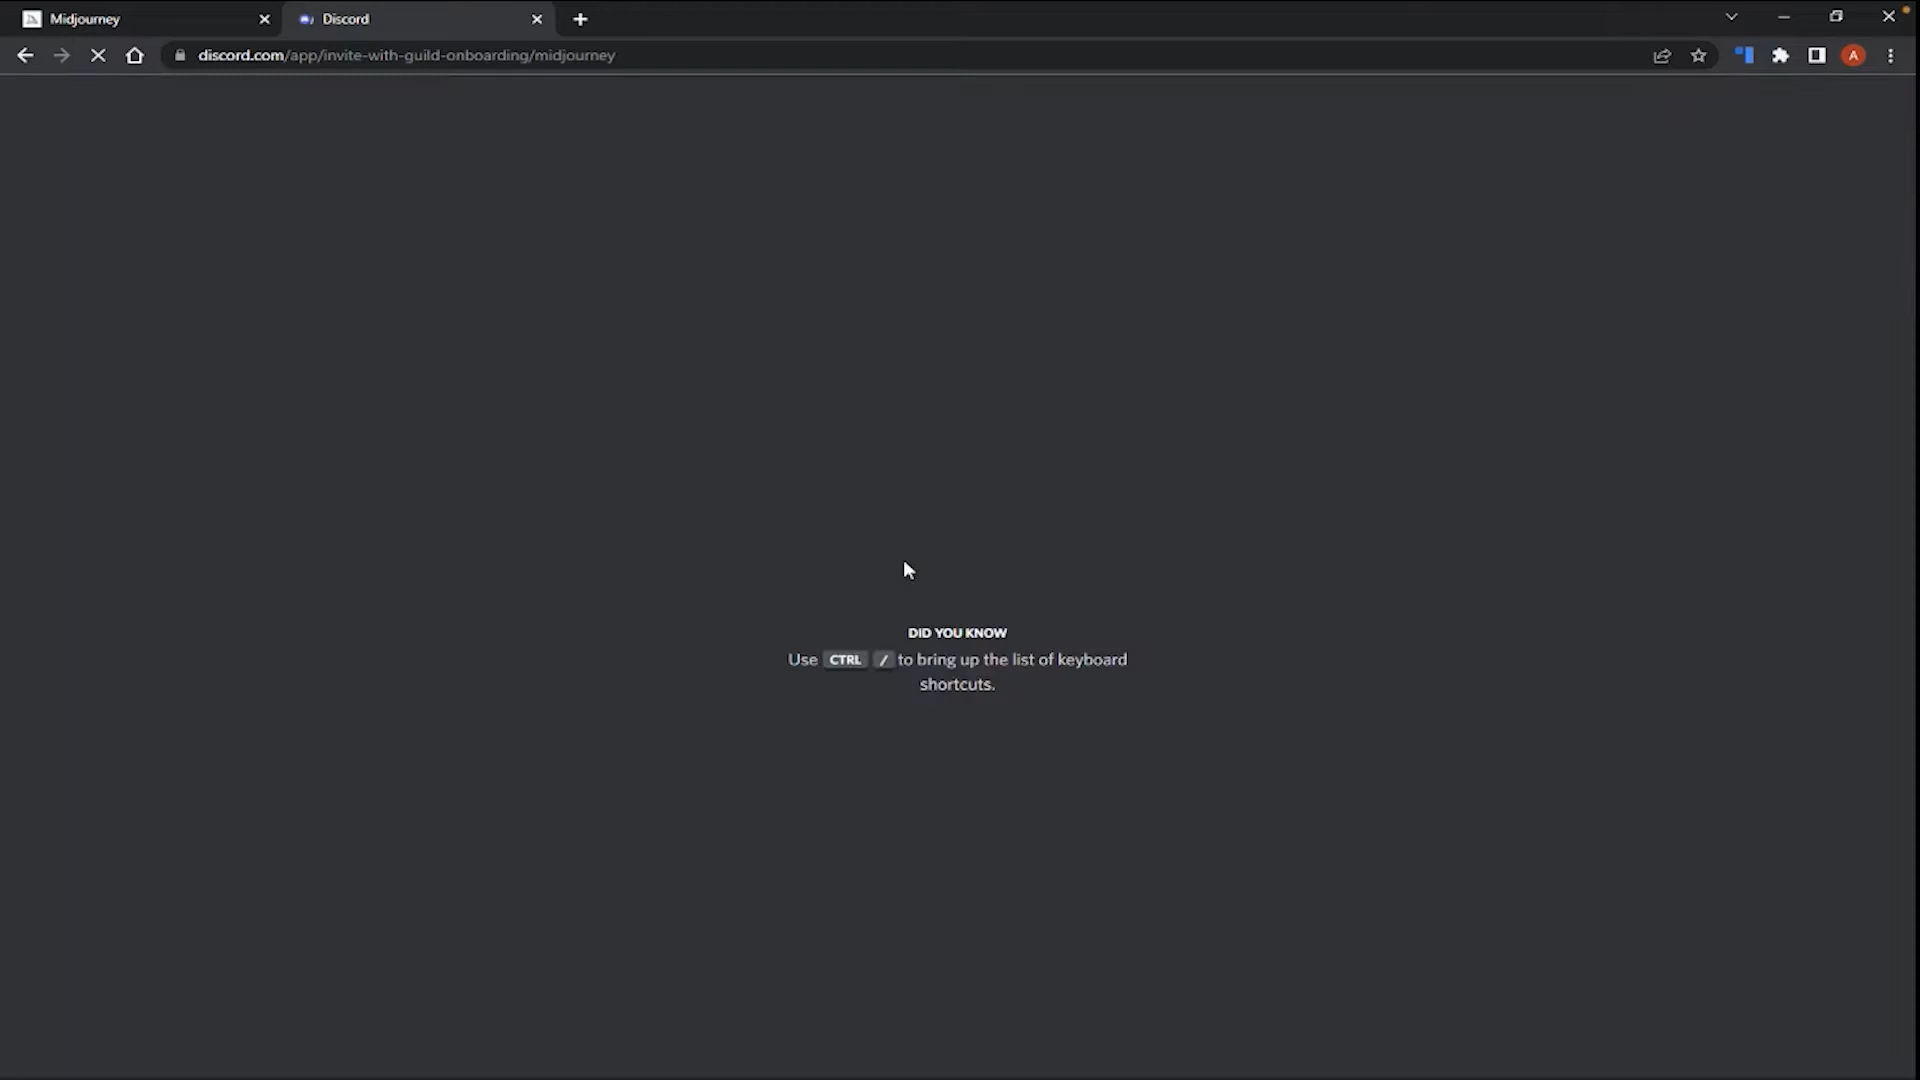 Midjourney
Discord
discord.com/app/invite-with-guild-onboarding/midjourney
A
DID YOU KNOW
Use CTRL / to bring up the list of keyboard
shortcuts.